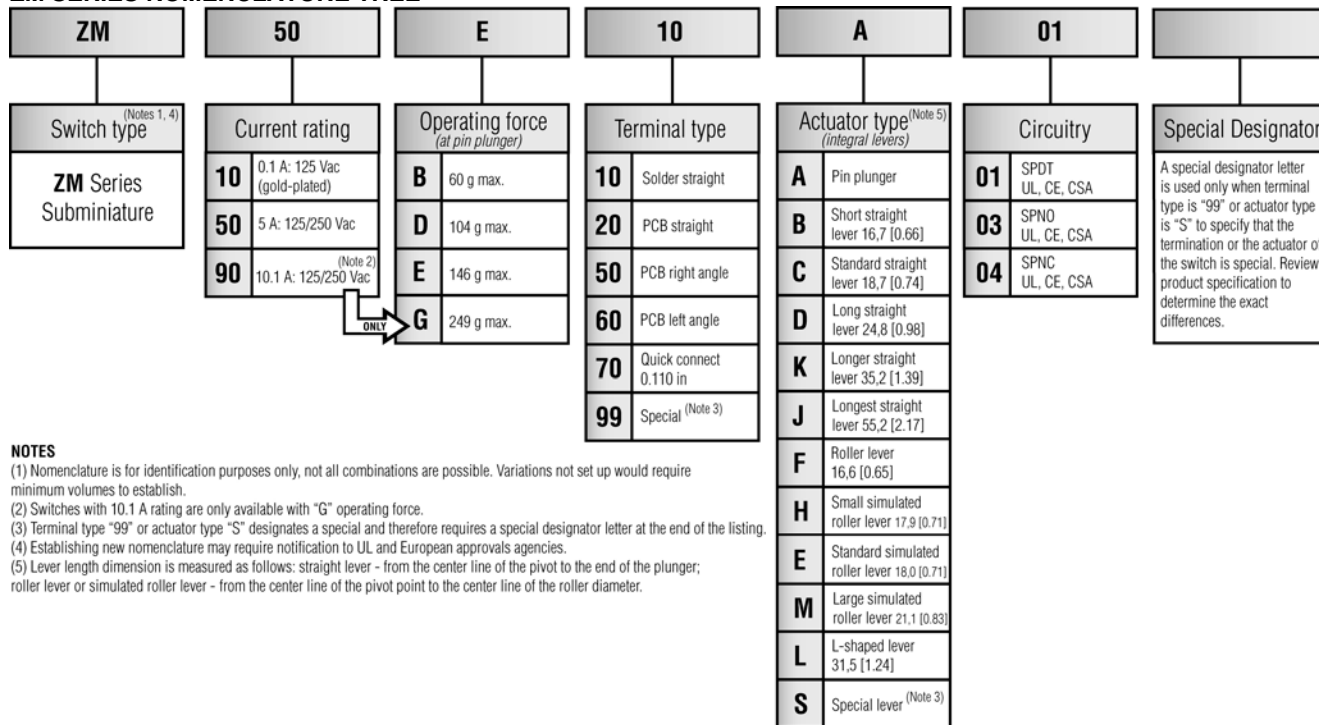 ZM
50
E
10
A
01
Switch type (Notes 1, 4)
ZM Series
Subminiature
Current rating
10
0.1 A: 125 Vac
(gold-plated)
50
5 A: 125/250 Vac
90
(Note 2)
10.1 A: 125/250 Vac
ONLY
Operating force
(at pin plunger)
B
60 g max.
D
104 g max.
E
146 g max.
G
249 g max.
Terminal type
10
Solder straight
20
PCB straight
50
PCB right angle
60
PCB left angle
70
Quick connect
0.110 in
99
Special (Note 3)
Actuator type (Note 5)
(integral levers)
A
Pin plunger
B
Short straight
lever 16,7 [0.66]
C
Standard straight
lever 18,7 [0.74]
D
Long straight
lever 24,8 [0.98]
K
Longer straight
lever 35,2 [1.39]
J
Longest straight
lever 55,2 [2.17]
F
Roller lever
16,6 [0.65]
H
Small simulated
roller lever 17,9 [0.71]
E
Standard simulated
roller lever 18,0 [0.71]
M
Large simulated
roller lever 21,1 [0.83]
L
L-shaped lever
31,5 [1.24]
S
Special lever (Note 3)
Circuitry
01
SPDT
UL, CE, CSA
03
SPNO
UL, CE, CSA
04
SPNC
UL, CE, CSA
Special Designator
A special designator letter
is used only when terminal
type is “99” or actuator type
is “S” to specify that the
termination or the actuator of
the switch is special. Review
product specification to
determine the exact
differences.
NOTES
(1) Nomenclature is for identification purposes only, not all combinations are possible. Variations not set up would require
minimum volumes to establish.
(2) Switches with 10.1 A rating are only available with “G” operating force.
(3) Terminal type “99” or actuator type “S” designates a special and therefore requires a special designator letter at the end of the listing.
(4) Establishing new nomenclature may require notification to UL and European approvals agencies.
(5) Lever length dimension is measured as follows: straight lever - from the center line of the pivot to the end of the plunger;
roller lever or simulated roller lever - from the center line of the pivot point to the center line of the roller diameter.